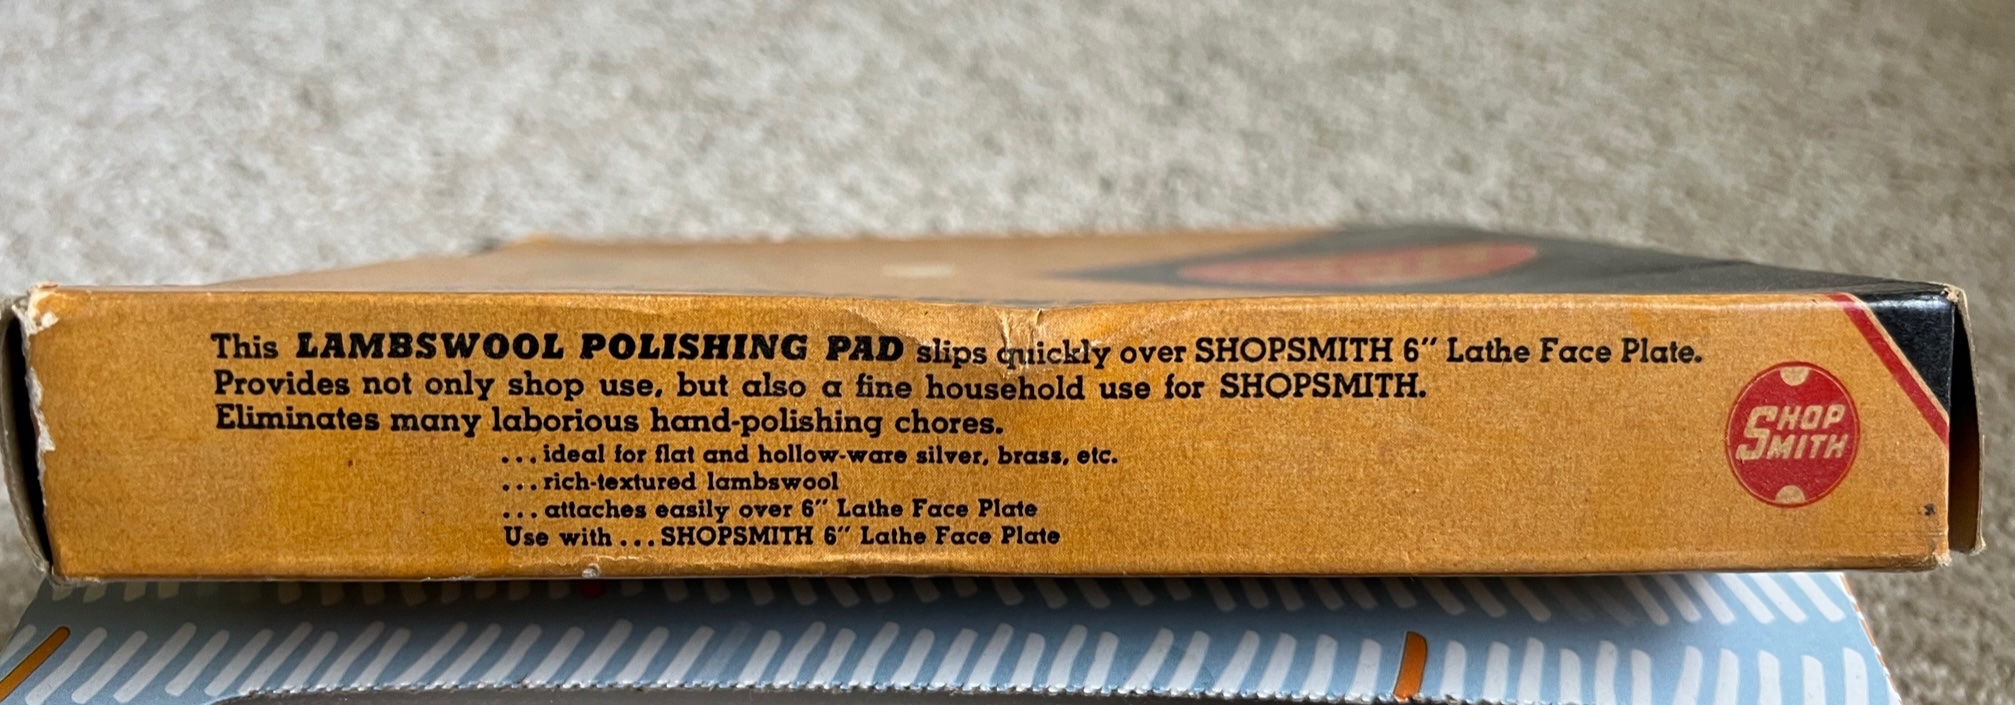 This LAMBSWOOL POLISHING PAD slips quickly over SHOPSMITH 6" Lathe Face Plate.
Provides not only shop use, but also a fine household use for SHOPSMITH.
Eliminates many laborious hand-polishing chores.
...ideal for flat and hollow-ware silver, brass, etc.
...rich-textured lambswool
...attaches easily over 6" Lathe Face Plate
Use with...SHOPSMITH 6" Lathe Face Plate
SHOP
SMITH